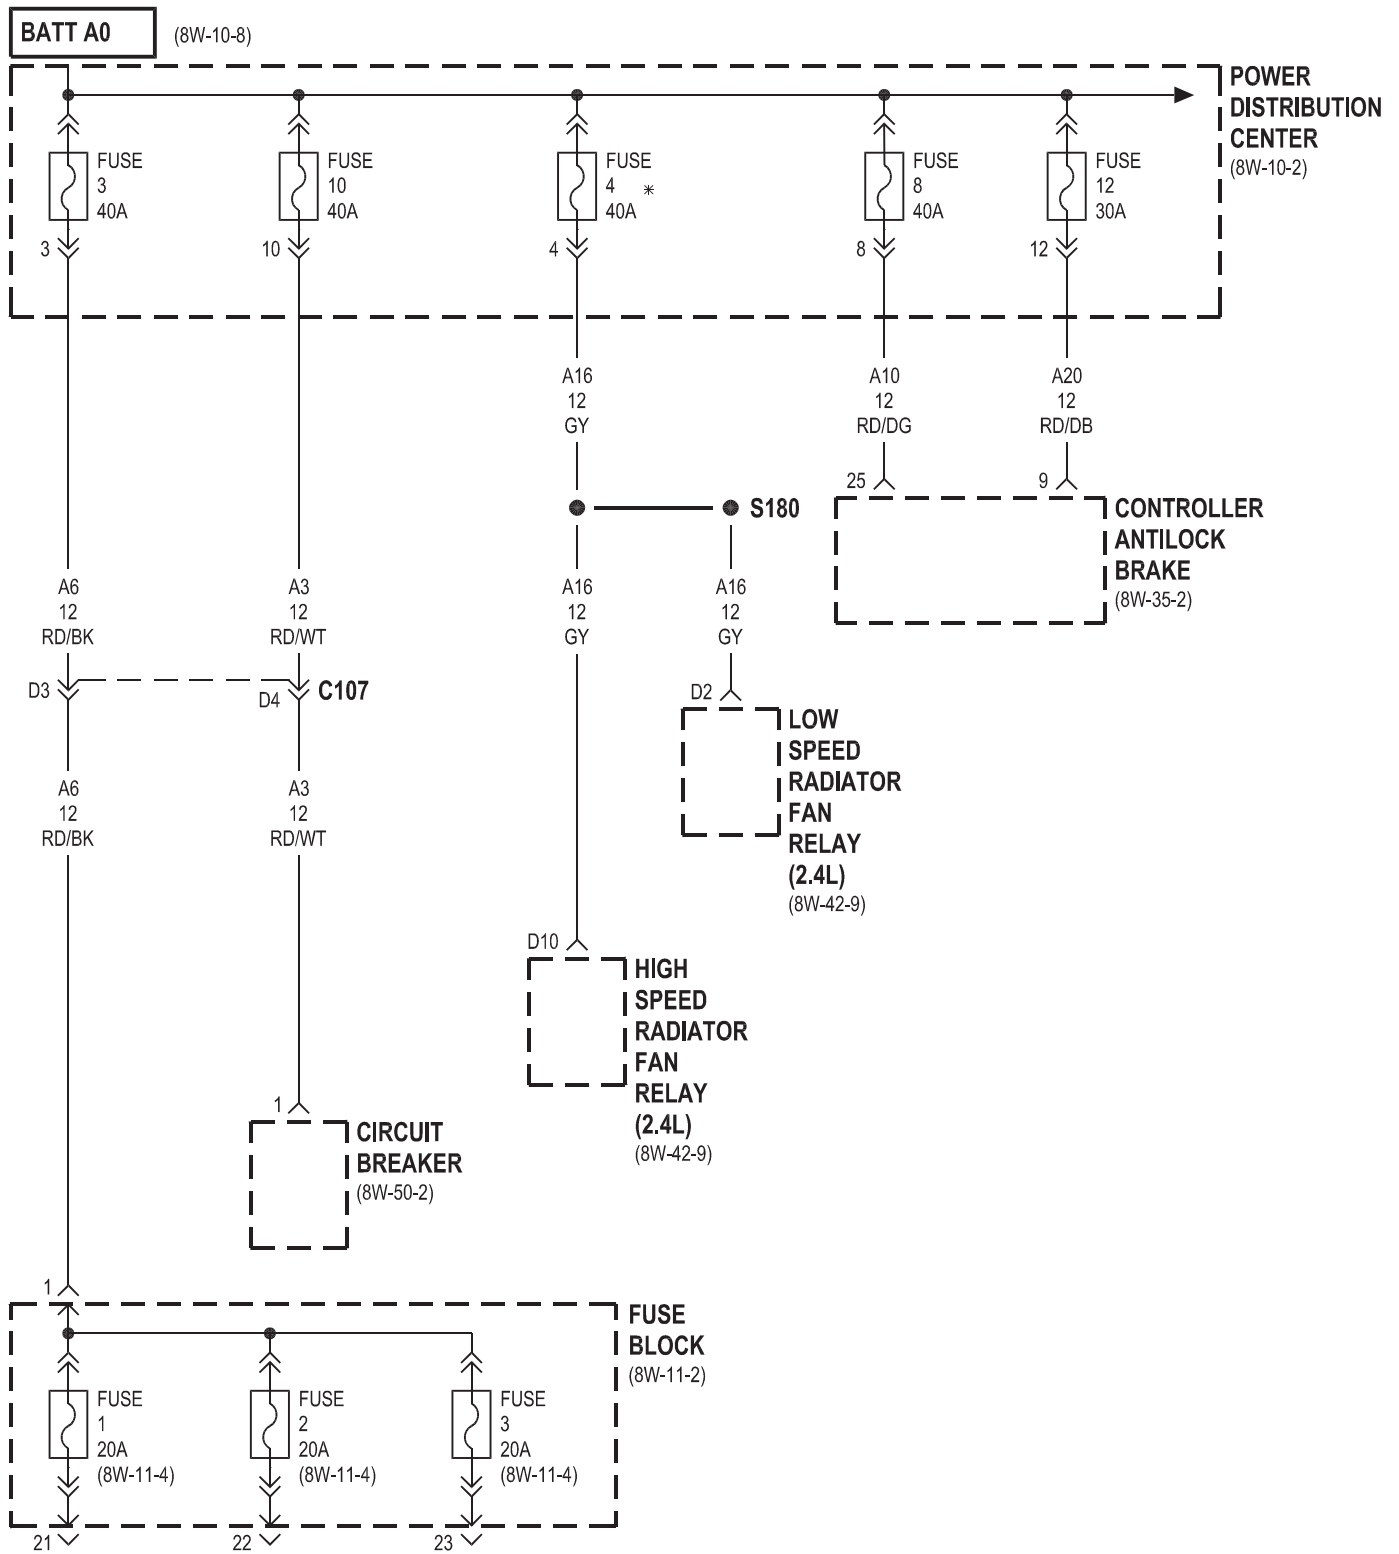 BATT A0
(8W-10-8)
POWER
DISTRIBUTION
CENTER
(8W-10-2)
FUSE
3
40A
3
FUSE
10
40A
10
FUSE
4 *
40A
4
FUSE
8
40A
8
FUSE
12
30A
12
A16
12
GY
A10
12
RD/DG
A20
12
RD/DB
25
9
S180
CONTROLLER
ANTILOCK
BRAKE
(8W-35-2)
A6
12
RD/BK
A3
12
RD/WT
A16
12
GY
A16
12
GY
D3
D4
C107
D2
LOW
SPEED
RADIATOR
FAN
RELAY
(2.4L)
(8W-42-9)
A6
12
RD/BK
A3
12
RD/WT
D10
HIGH
SPEED
RADIATOR
FAN
RELAY
(2.4L)
(8W-42-9)
1
CIRCUIT
BREAKER
(8W-50-2)
1
FUSE
BLOCK
(8W-11-2)
FUSE
1
20A
(8W-11-4)
FUSE
2
20A
(8W-11-4)
FUSE
3
20A
(8W-11-4)
21
22
23